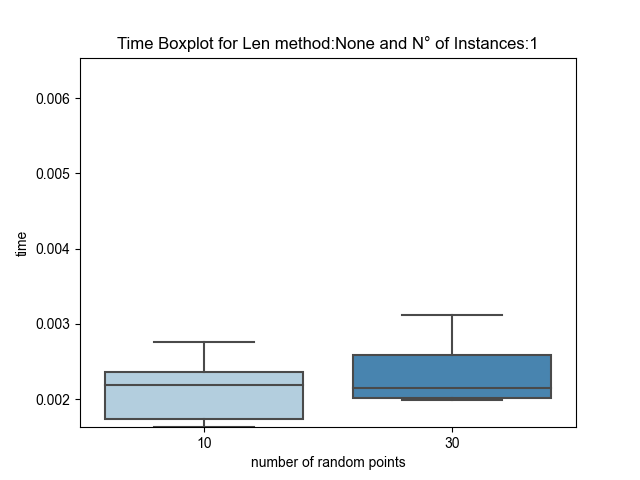 Time Boxplot for Len method:None and N° of Instances:1
0.006
0.005
0.004
0.003
0.002
time
10
30
number of random points